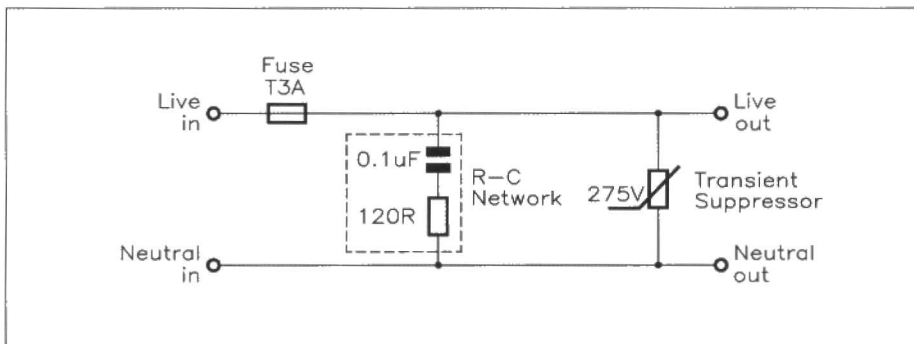 Fuse
T3A
Live
in
Live
out
0.1uF
R–C
Network
120R
275V
Transient
Suppressor
Neutral
in
Neutral
out